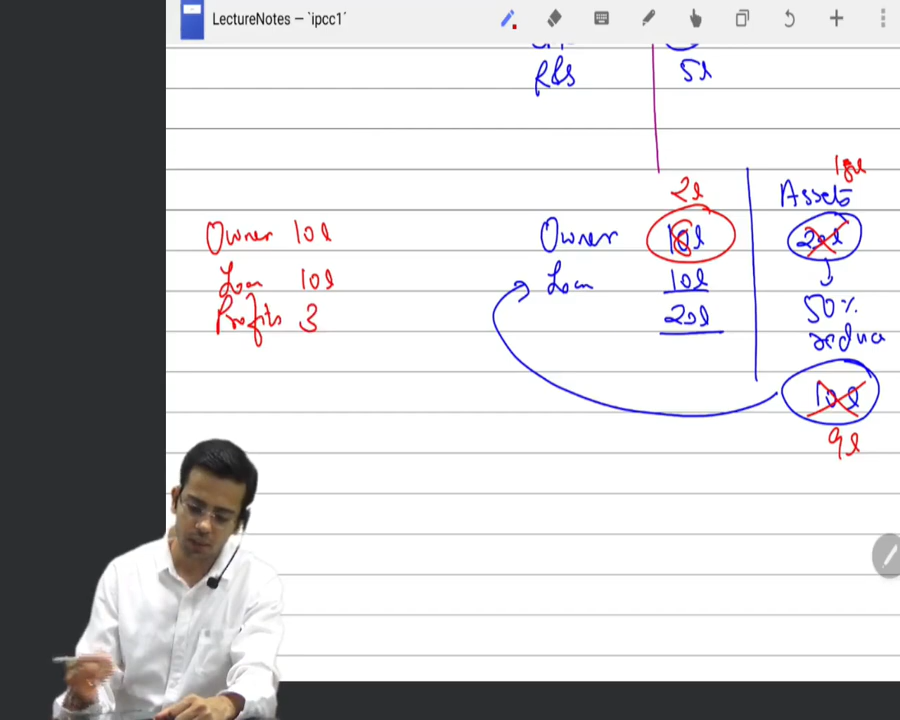 LectureNotes – `ipcc1`
R&S 5l
Owner 10l
Loan 10l
Profits 3
2l
Owner 10l
Loan 10l
20l
18l
Assets
20l
50%
reduc
10l
9l